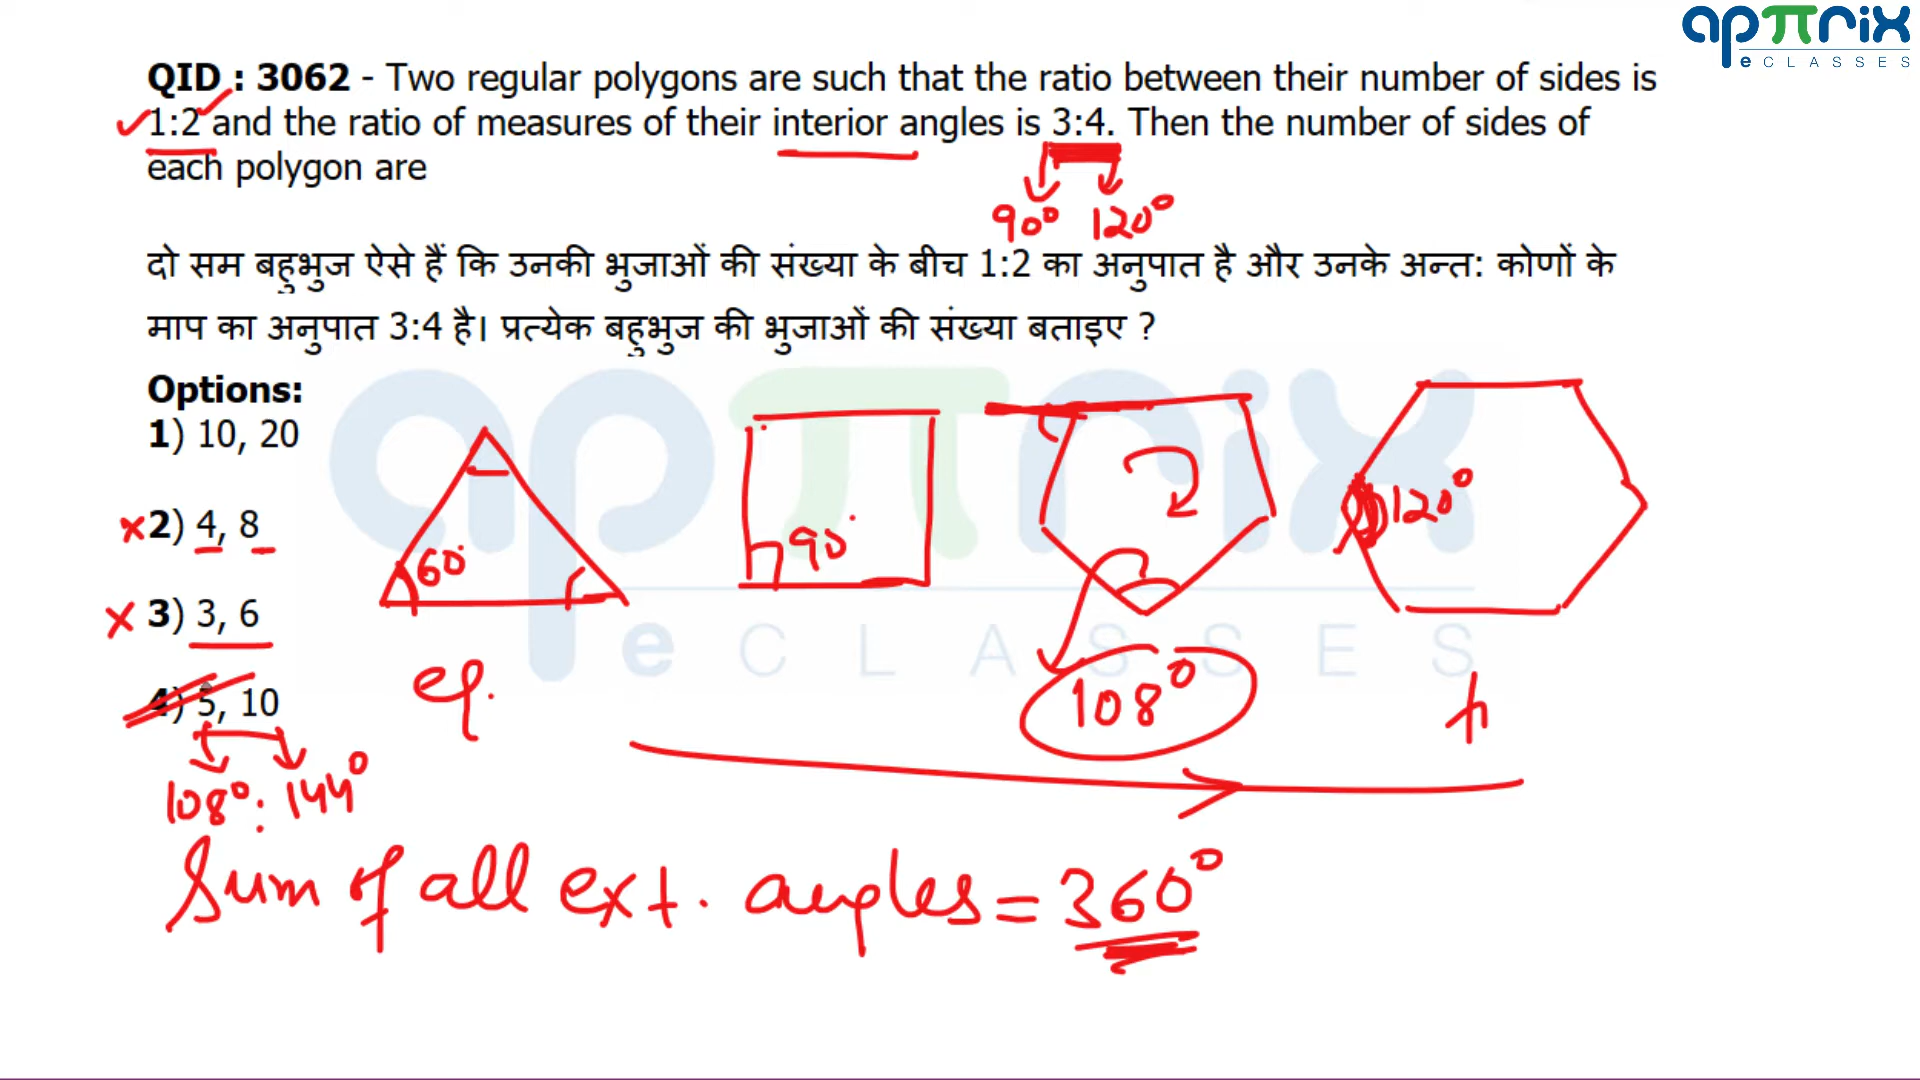 apππrix
e CLASSES
QID : 3062 - Two regular polygons are such that the ratio between their number of sides is
1:2 and the ratio of measures of their interior angles is 3:4. Then the number of sides of
each polygon are
90° 120°
दो सम बहुभुज ऐसे हैं कि उनकी भुजाओं की संख्या के बीच 1:2 का अनुपात है और उनके अन्त: कोणों के
माप का अनुपात 3:4 है। प्रत्येक बहुभुज की भुजाओं की संख्या बताइए ?
Options:
1) 10, 20
2) 4, 8
3) 3, 6
4) 5, 10
60°
90°
120°
108°
108° : 144°
Sum of all ext. angles = 360°